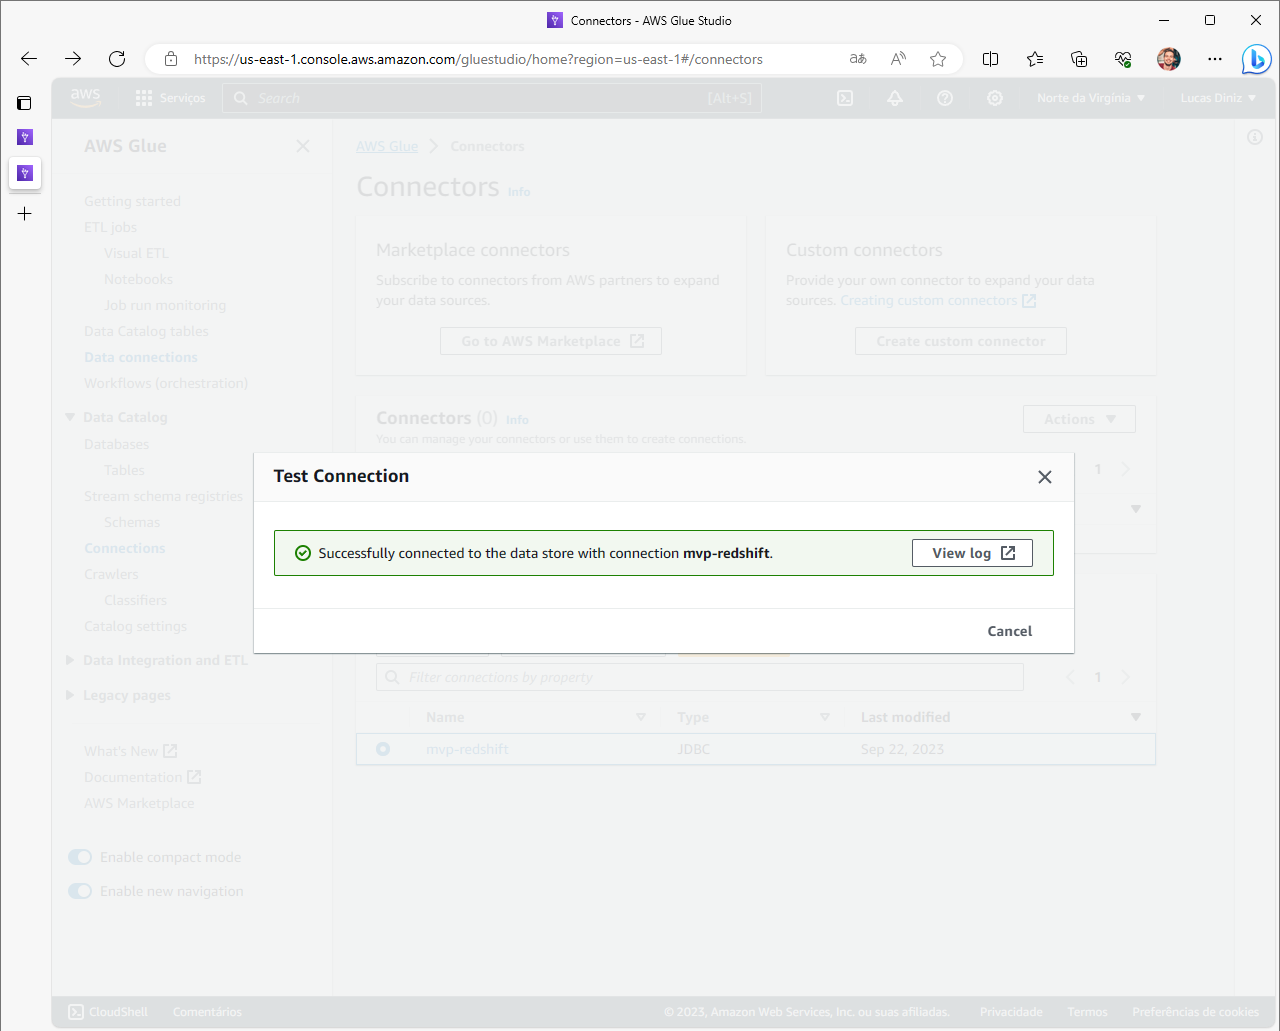 Connectors - AWS Glue Studio
https://us-east-1.console.aws.amazon.com/gluestudio/home?region=us-east-1#/connectors
aws
Serviços
Search
[Alt+S]
Norte da Virgínia
Lucas Diniz
AWS Glue
Getting started
ETL jobs
Visual ETL
Notebooks
Job run monitoring
Data Catalog tables
Data connections
Workflows (orchestration)
Data Catalog
Databases
Tables
Stream schema registries
Schemas
Connections
Crawlers
Classifiers
Catalog settings
Data Integration and ETL
Legacy pages
What's New
Documentation
AWS Marketplace
Enable compact mode
Enable new navigation
AWS Glue
Connectors
Connectors Info
Marketplace connectors
Subscribe to connectors from AWS partners to expand
your data sources.
Go to AWS Marketplace
Custom connectors
Provide your own connector to expand your data
sources. Creating custom connectors
Create custom connector
Connectors (0) Info
You can manage your connectors or use them to create connections.
Actions
1
Test Connection
Successfully connected to the data store with connection mvp-redshift.
View log
Cancel
Filter connections by property
1
Name
Type
Last modified
mvp-redshift
JDBC
Sep 22, 2023
CloudShell
Comentários
© 2023, Amazon Web Services, Inc. ou suas afiliadas.
Privacidade
Termos
Preferências de cookies